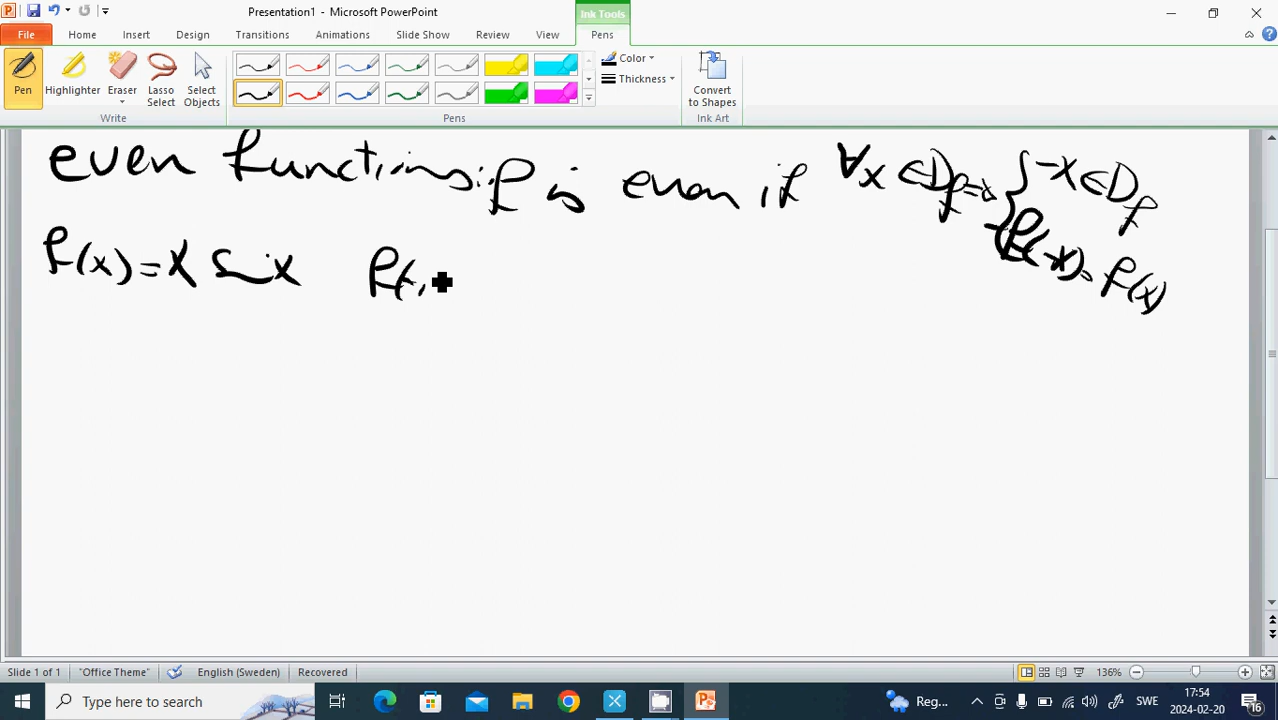 Presentation1 - Microsoft PowerPoint
Ink Tools
File Home Insert Design Transitions Animations Slide Show Review View Pens
Pen Highlighter Eraser Lasso Select Select Objects
Color
Thickness
Convert to Shapes
Write Pens Ink Art
even functions: f is even if ∀x ∈ Df ⇒ { -x ∈ Df
f(-x) = f(x)
f(x) = x sin x f(-
Slide 1 of 1 "Office Theme" English (Sweden) Recovered 136%
Type here to search
Reg... SWE 17:54
2024-02-20 16